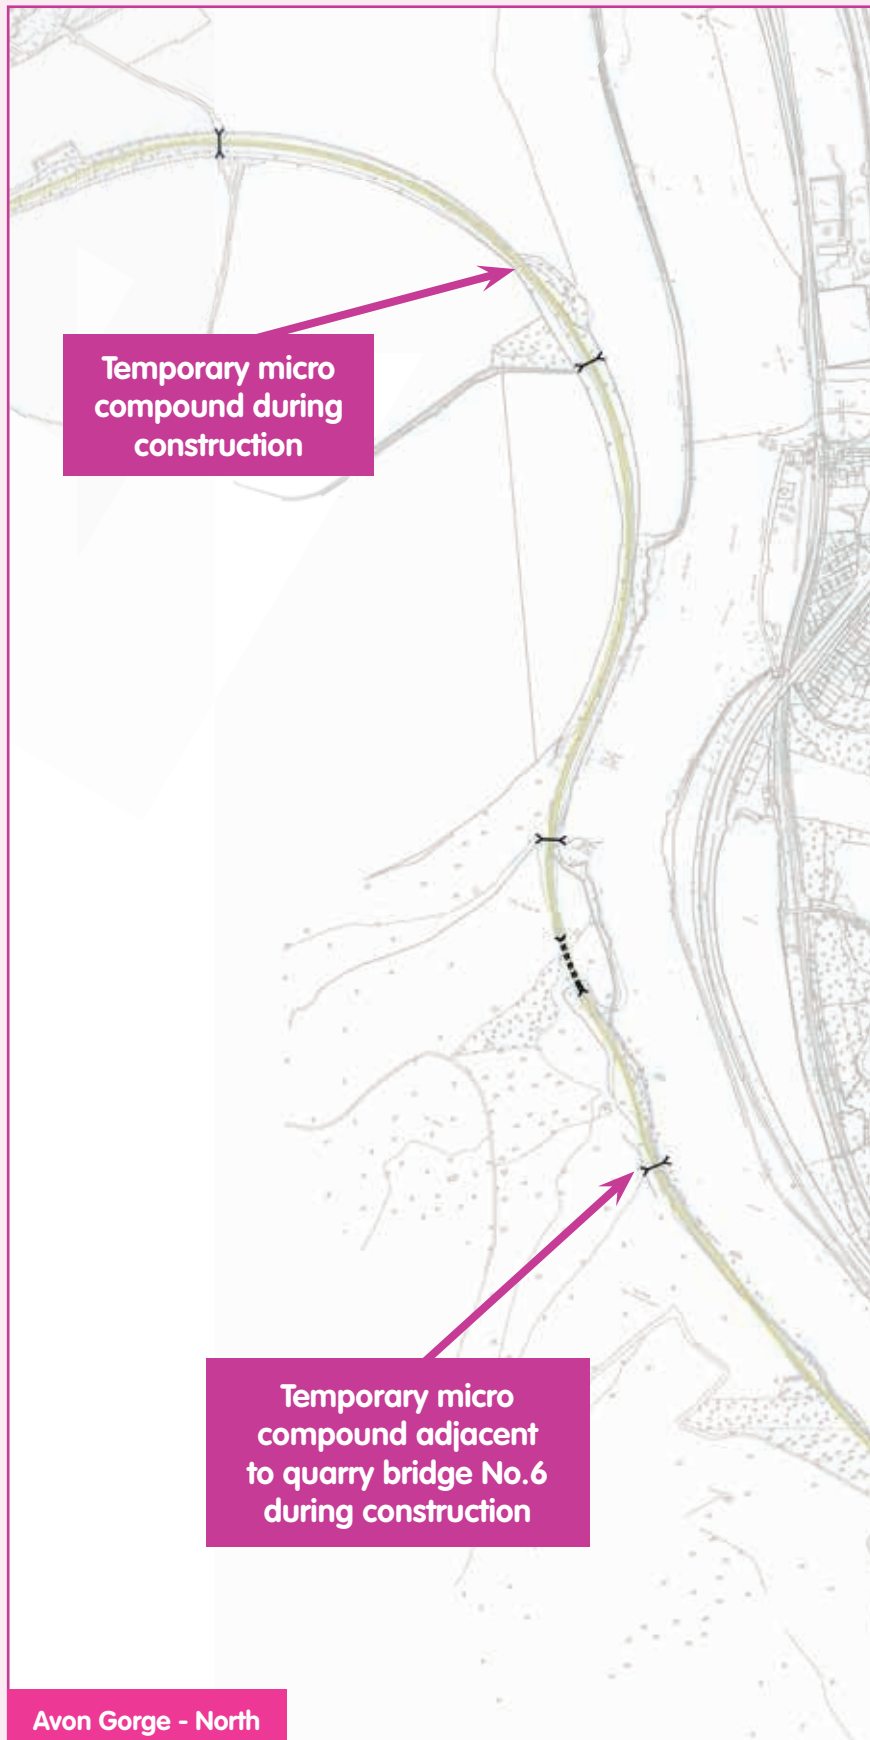 Temporary micro
compound during
construction
Temporary micro
compound adjacent
to quarry bridge No.6
during construction
Avon Gorge - North